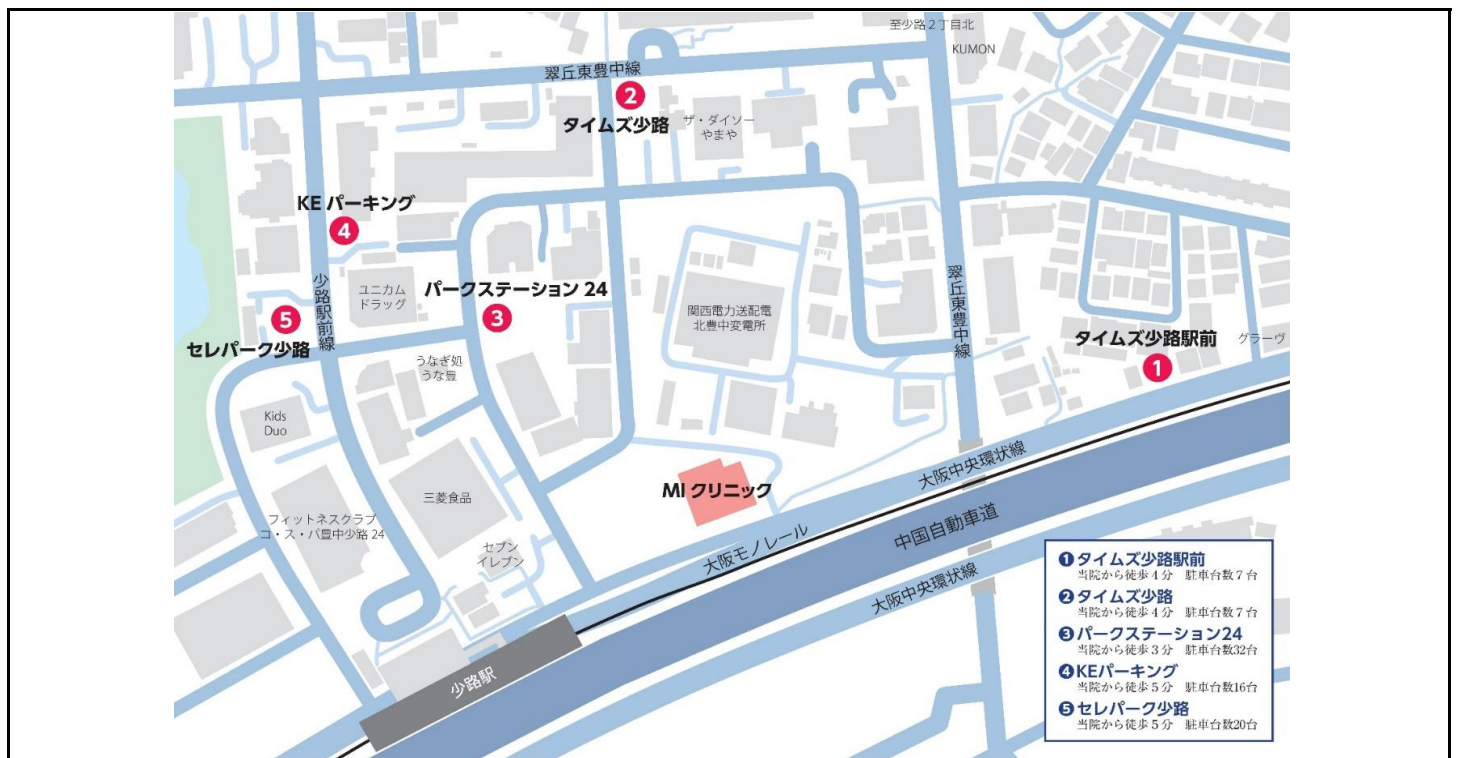 至少路２丁目北
KUMON
翠丘東豊中線
❷
タイムズ少路
ザ・ダイソー
やまや
KE パーキング
❹
少路駅前線
ユニカム
ドラッグ
パークステーション 24
❸
関西電力送配電
北豊中変電所
翠丘東豊中線
❺
セレパーク少路
タイムズ少路駅前
❶
グラーヴ
うなぎ処
うな豊
Kids
Duo
三菱食品
フィットネスクラブ
コ・ス・パ豊中少路 24
セブン
イレブン
MI クリニック
大阪モノレール
大阪中央環状線
中国自動車道
大阪中央環状線
少路駅
❶タイムズ少路駅前
当院から徒歩４分　駐車台数７台
❷タイムズ少路
当院から徒歩４分　駐車台数７台
❸パークステーション24
当院から徒歩３分　駐車台数32台
❹KEパーキング
当院から徒歩５分　駐車台数16台
❺セレパーク少路
当院から徒歩５分　駐車台数20台